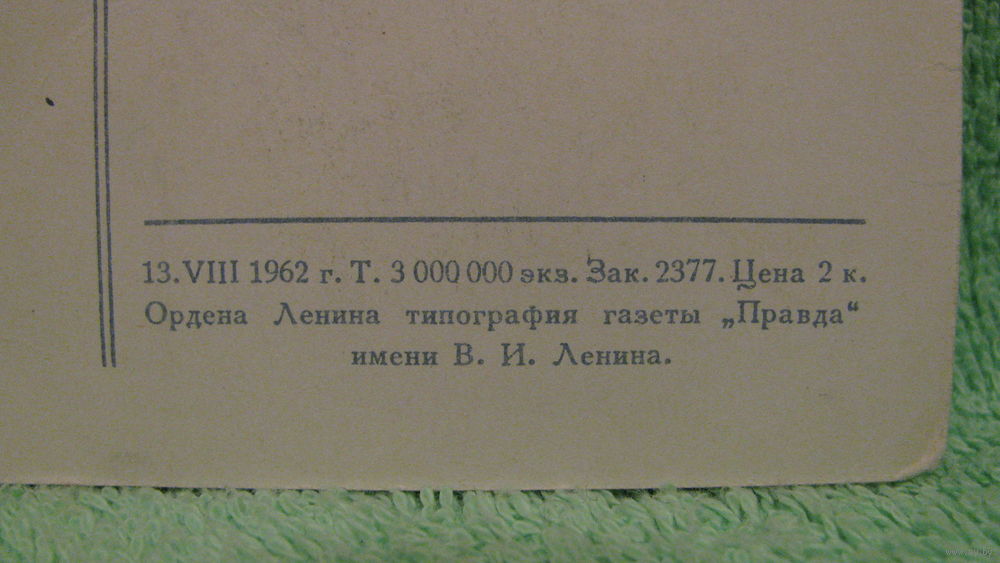 13.VIII 1962 г. Т. 3 000 000 экз. Зак. 2377. Цена 2 к.
Ордена Ленина типография газеты „Правда“
имени В. И. Ленина.